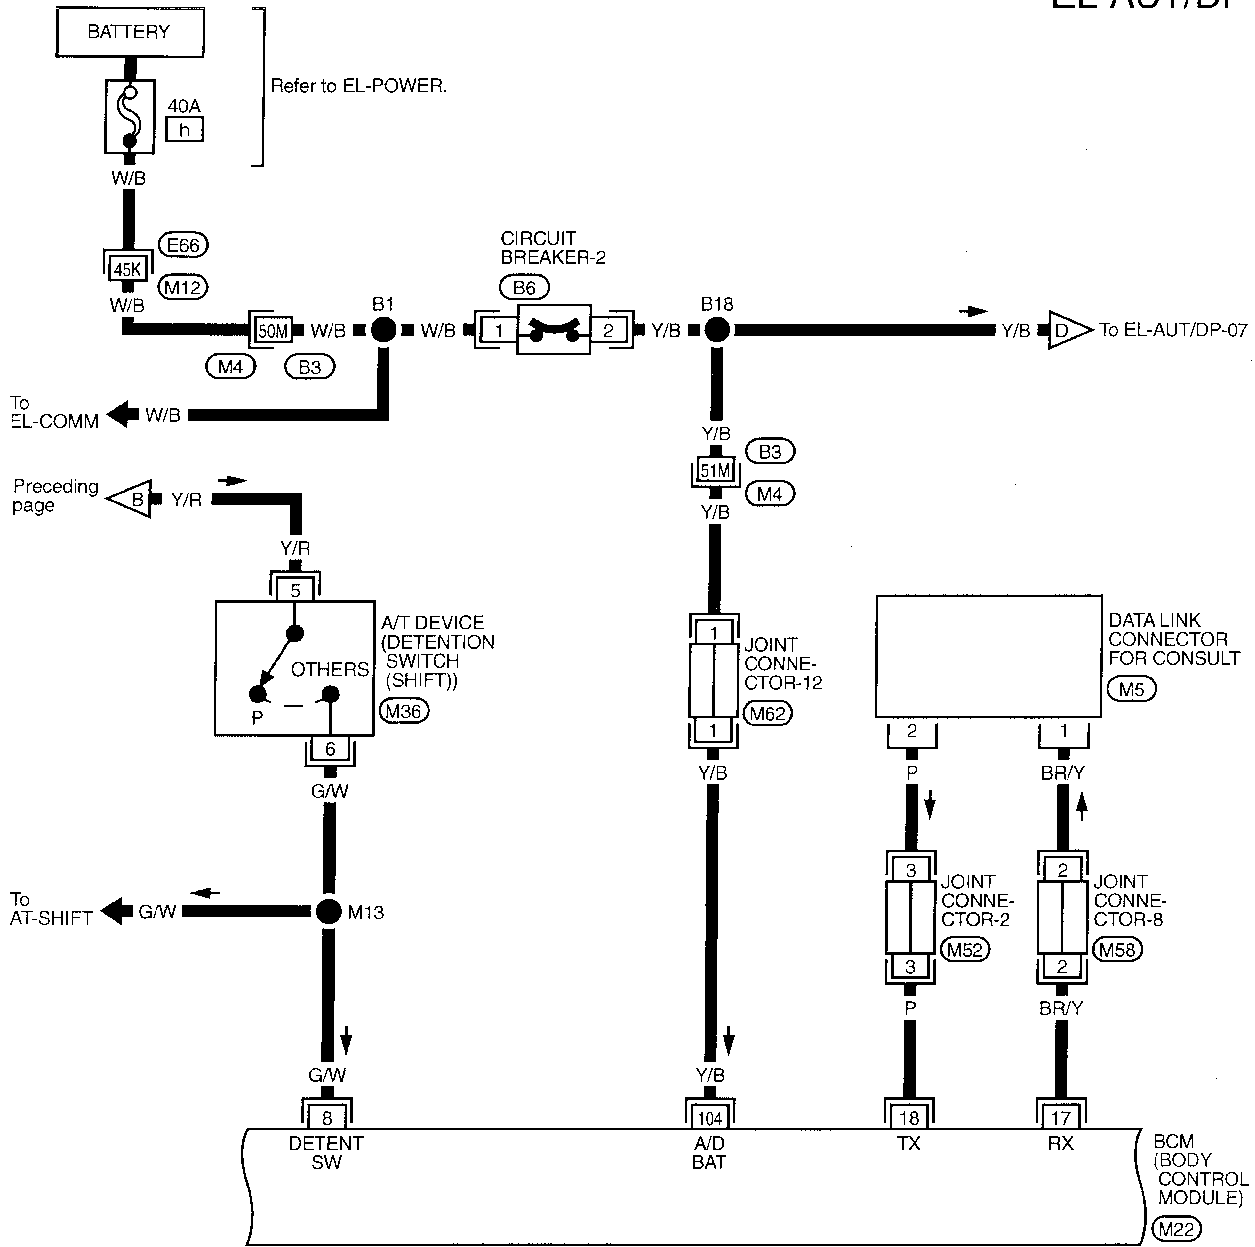 BATTERY
40A
h
Refer to EL-POWER.
W/B
45K
E66
M12
W/B
50M
W/B
B1
W/B
M4
B3
CIRCUIT
BREAKER-2
B6
1
2
Y/B
B18
Y/B
D
To EL-AUT/DP-07
To
EL-COMM
W/B
Y/B
51M
B3
M4
Y/B
Preceding
page
B
Y/R
Y/R
5
OTHERS
P
6
A/T DEVICE
(DETENTION
SWITCH
(SHIFT))
M36
G/W
To
AT-SHIFT
G/W
M13
G/W
1
JOINT
CONNE-
CTOR-12
M62
1
Y/B
Y/B
DATA LINK
CONNECTOR
FOR CONSULT
M5
2
1
P
BR/Y
3
JOINT
CONNE-
CTOR-2
M52
3
2
JOINT
CONNE-
CTOR-8
M58
2
P
BR/Y
8
104
18
17
DETENT
SW
A/D
BAT
TX
RX
BCM
(BODY
CONTROL
MODULE)
M22